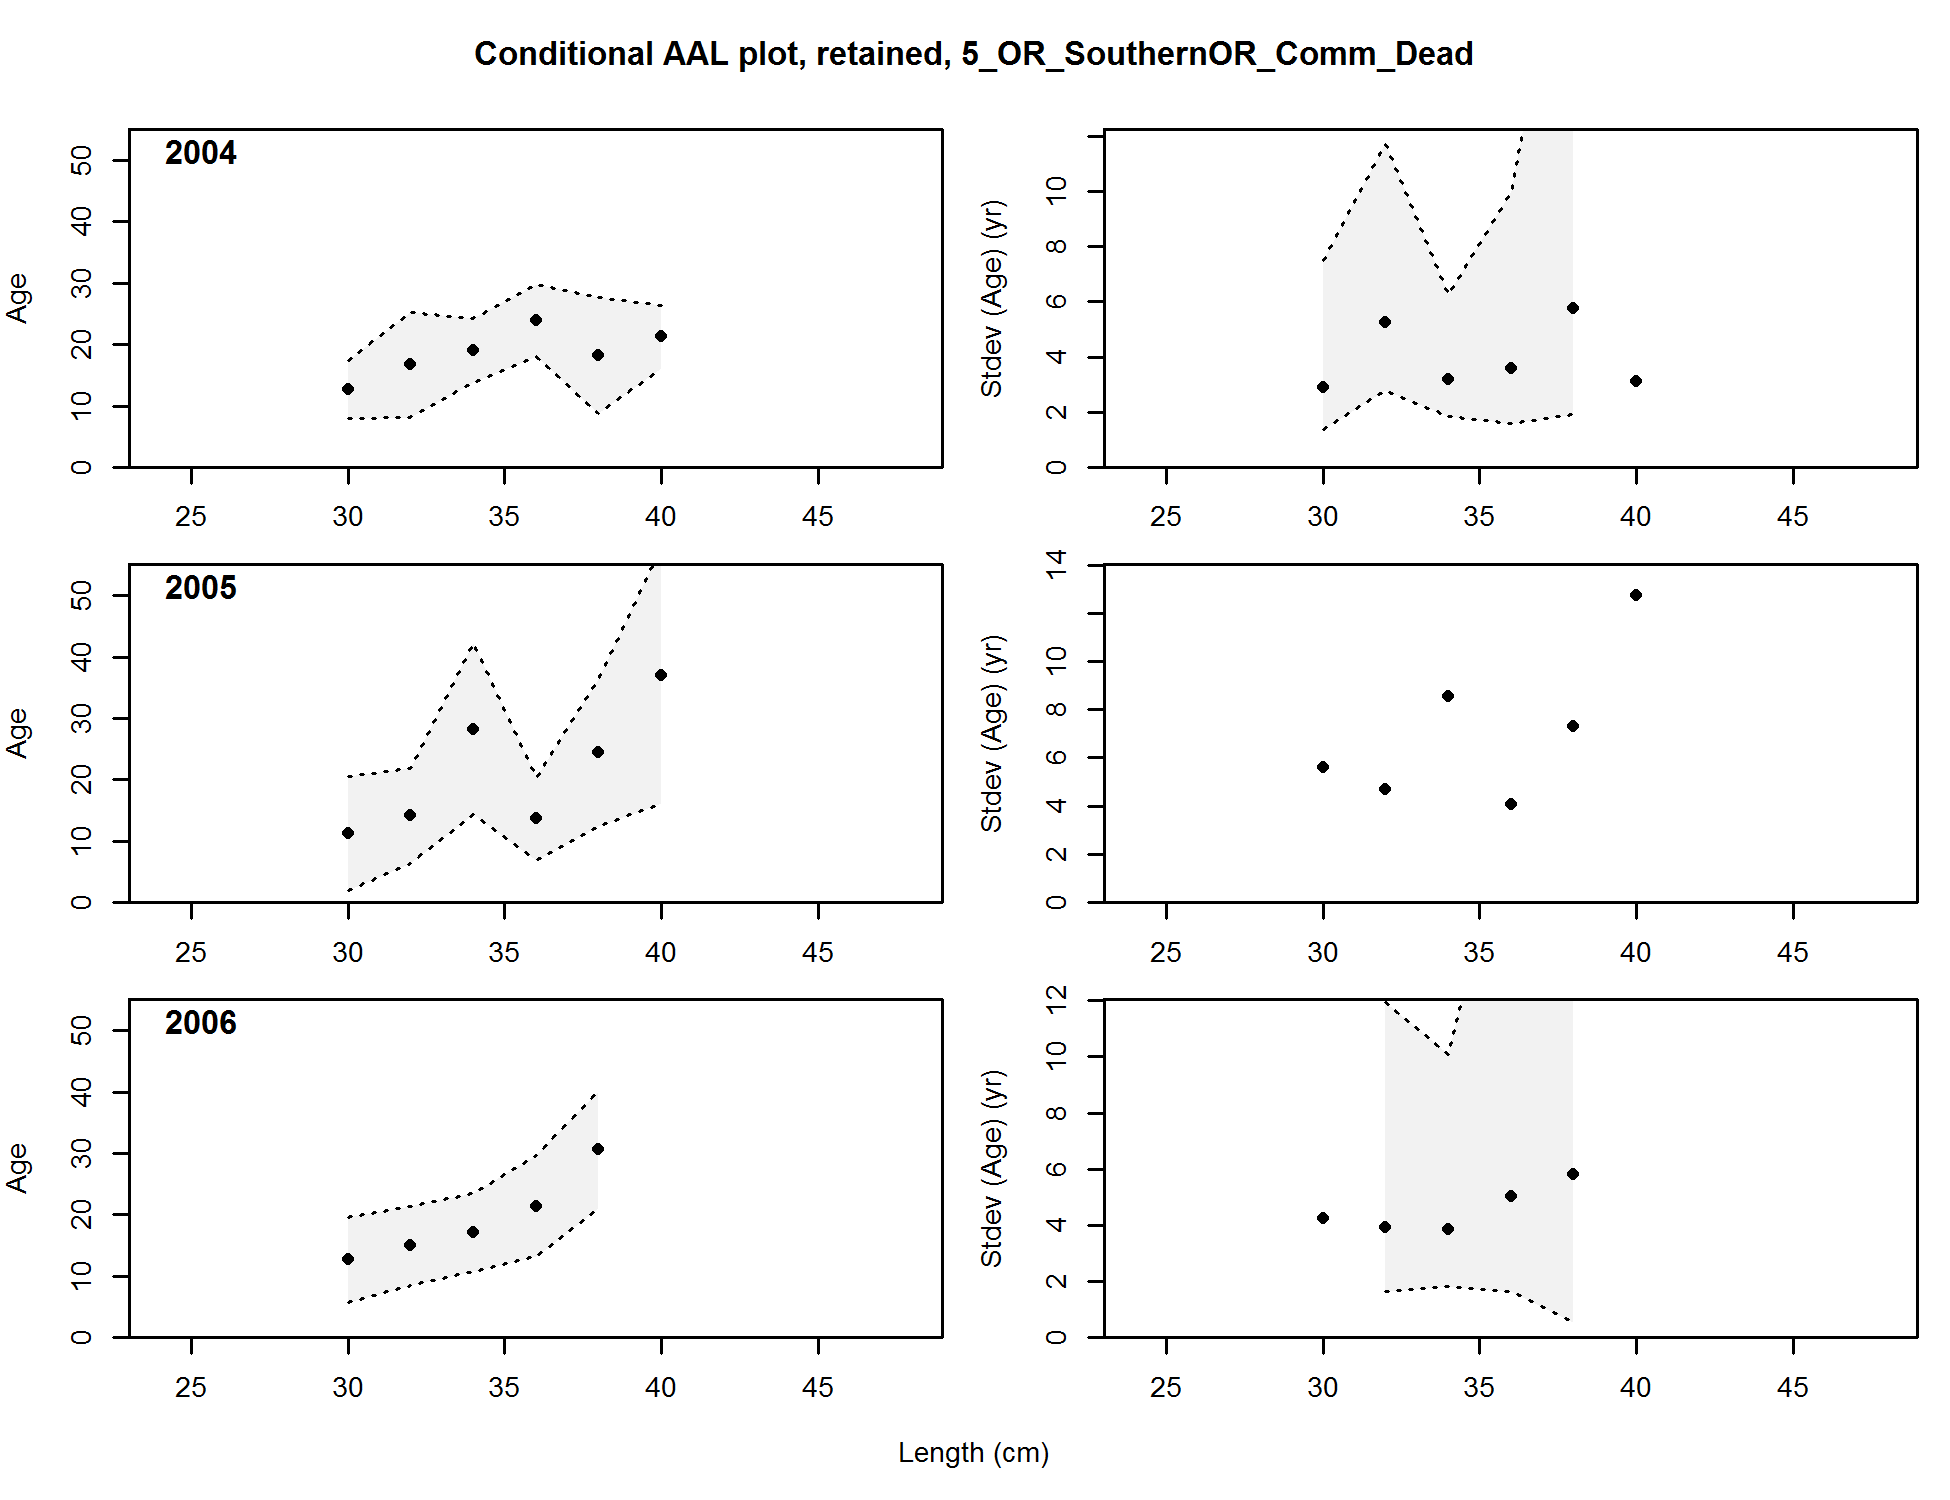 Conditional AAL plot, retained, 5_OR_SouthernOR_Comm_Dead
2004
Age
0 10 20 30 40 50
25 30 35 40 45
Stdev (Age) (yr)
0 2 4 6 8 10
25 30 35 40 45
2005
Age
0 10 20 30 40 50
25 30 35 40 45
Stdev (Age) (yr)
0 2 4 6 8 10 14
25 30 35 40 45
2006
Age
0 10 20 30 40 50
25 30 35 40 45
Stdev (Age) (yr)
0 2 4 6 8 10 12
25 30 35 40 45
Length (cm)